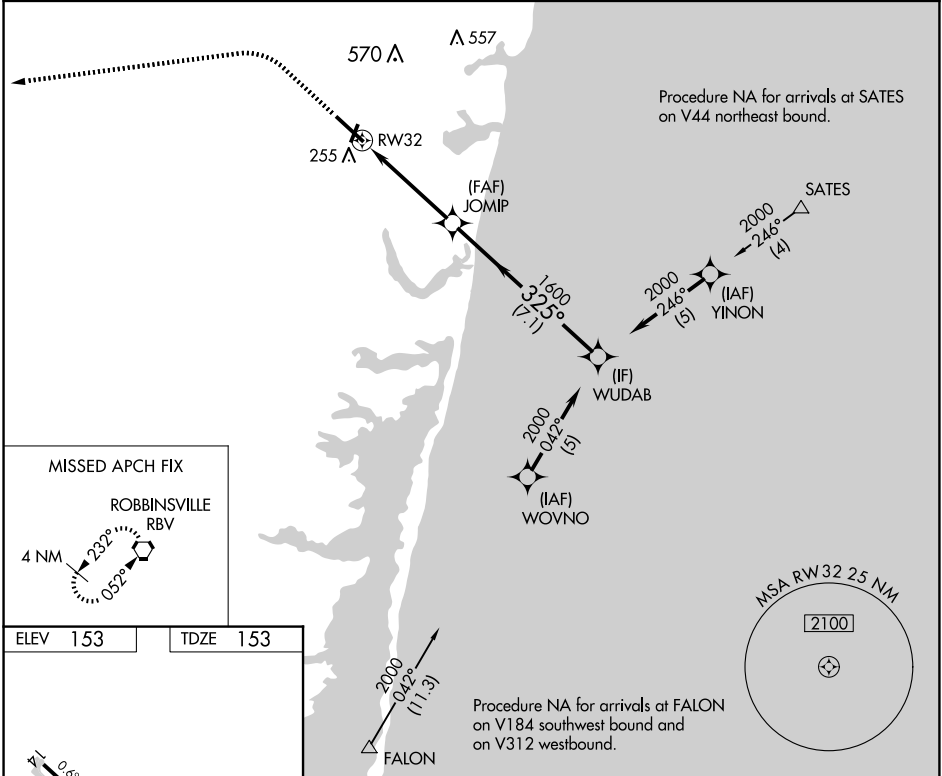 570
557
Procedure NA for arrivals at SATES
on V44 northeast bound.
RW32
255
(FAF)
JOMIP
SATES
2000
246°
(4)
2000
246°
(5)
(IAF)
YINON
1600
325°
(7.1)
(IF)
WUDAB
2000
042°
(5)
(IAF)
WOVNO
MISSED APCH FIX
ROBBINSVILLE
RBV
4 NM
232°
052°
MSA RW32 25 NM
2100
ELEV 153
TDZE 153
2000
042°
(11.3)
FALON
Procedure NA for arrivals at FALON
on V184 southwest bound and
on V312 westbound.
14